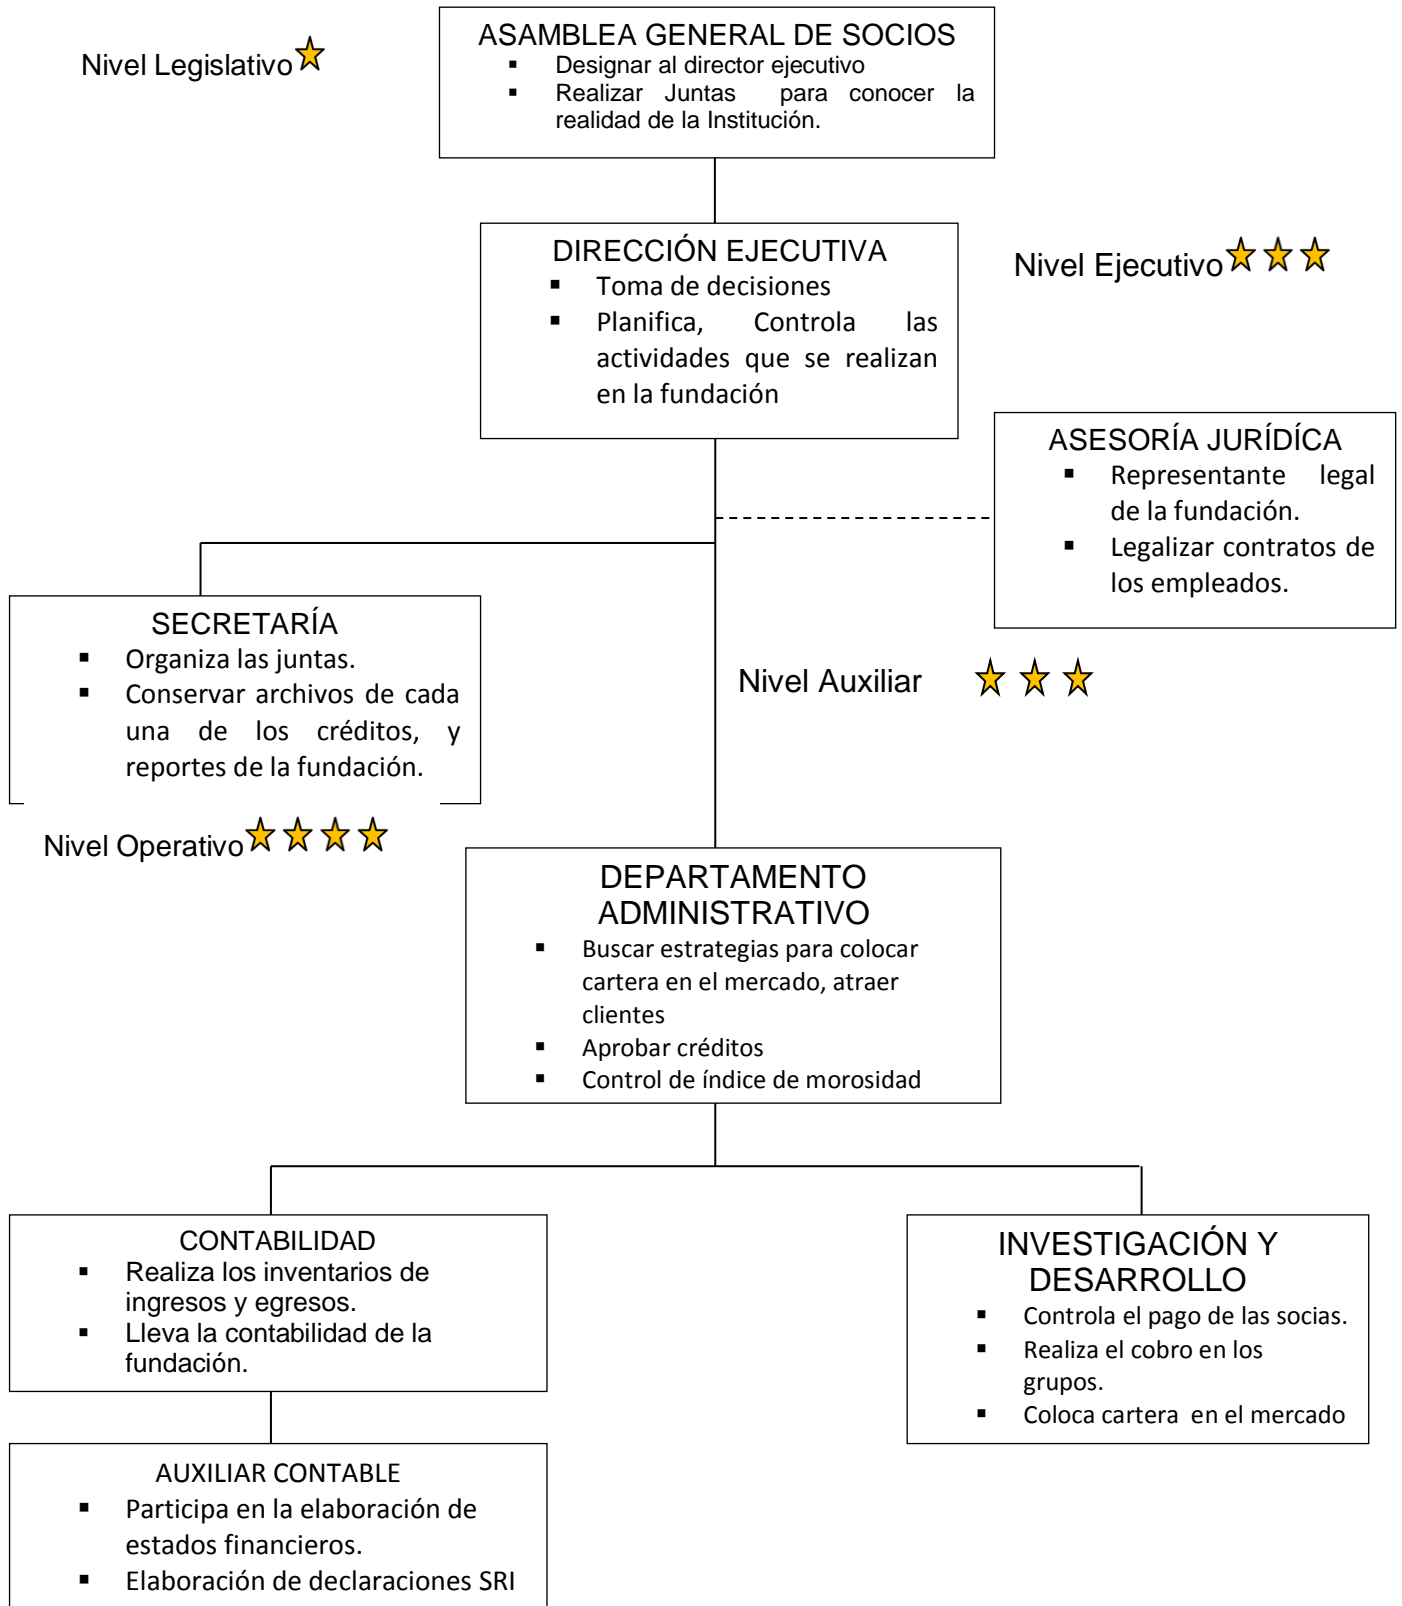 Nivel Legislativo
ASAMBLEA GENERAL DE SOCIOS
▪ Designar al director ejecutivo
▪ Realizar Juntas para conocer la
realidad de la Institución.
DIRECCIÓN EJECUTIVA
▪ Toma de decisiones
▪ Planifica, Controla las
actividades que se realizan
en la fundación
Nivel Ejecutivo
ASESORÍA JURÍDÍCA
▪ Representante legal
de la fundación.
▪ Legalizar contratos de
los empleados.
SECRETARÍA
▪ Organiza las juntas.
▪ Conservar archivos de cada
una de los créditos, y
reportes de la fundación.
Nivel Auxiliar
Nivel Operativo
DEPARTAMENTO
ADMINISTRATIVO
▪ Buscar estrategias para colocar
cartera en el mercado, atraer
clientes
▪ Aprobar créditos
▪ Control de índice de morosidad
CONTABILIDAD
▪ Realiza los inventarios de
ingresos y egresos.
▪ Lleva la contabilidad de la
fundación.
INVESTIGACIÓN Y
DESARROLLO
▪ Controla el pago de las socias.
▪ Realiza el cobro en los
grupos.
▪ Coloca cartera en el mercado
AUXILIAR CONTABLE
▪ Participa en la elaboración de
estados financieros.
▪ Elaboración de declaraciones SRI